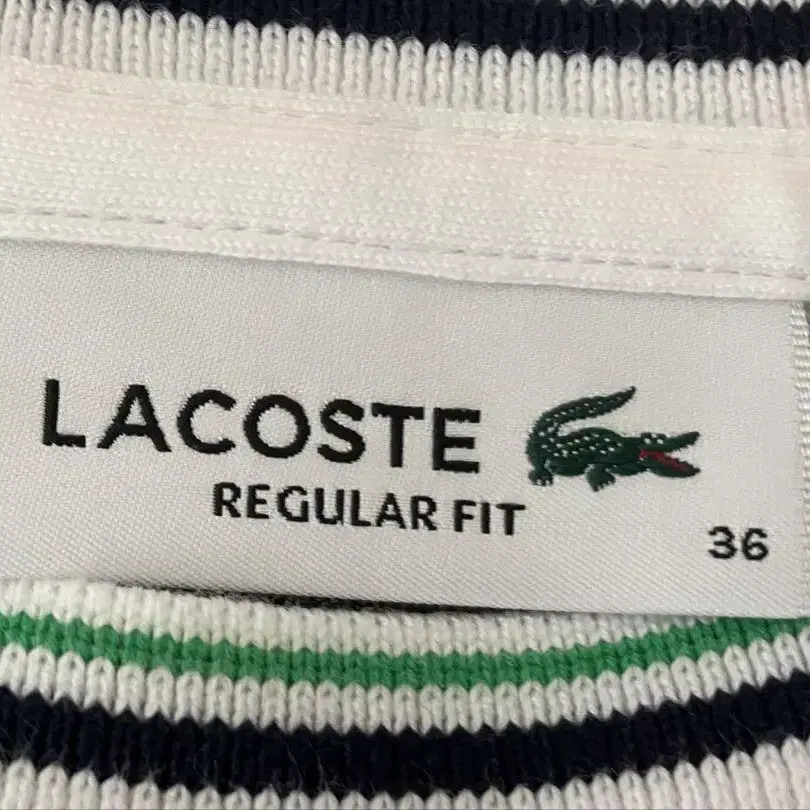 LACOSTE
REGULAR FIT
36